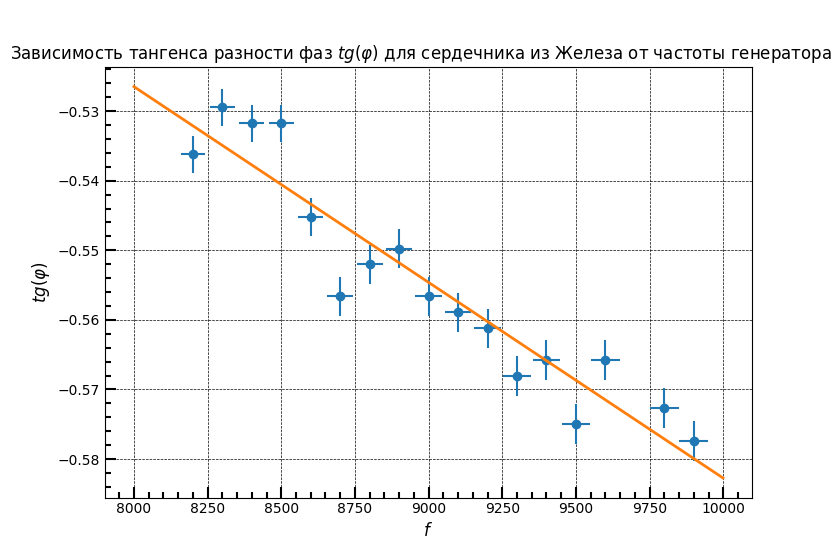 Зависимость тангенса разности фаз tg(φ) для сердечника из Железа от частоты генератора
tg(φ)
−0.53
−0.54
−0.55
−0.56
−0.57
−0.58
8000 8250 8500 8750 9000 9250 9500 9750 10000
f